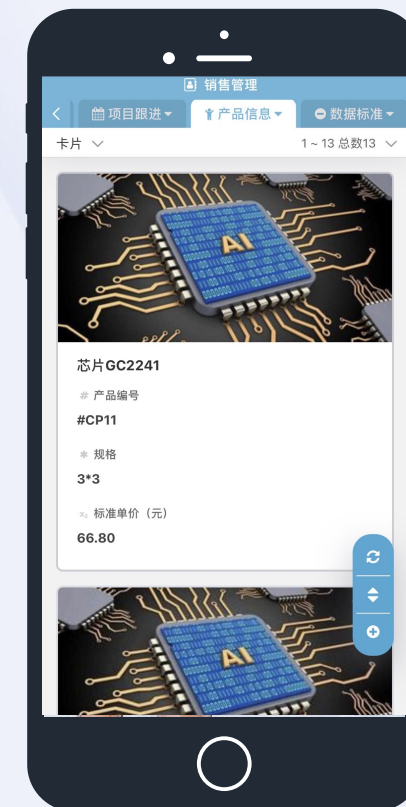 销售管理
项目跟进
产品信息
数据标准
卡片
1 ~ 13 总数13
AI
芯片GC2241
# 产品编号
#CP11
规格
3*3
x₂ 标准单价（元）
66.80
AI